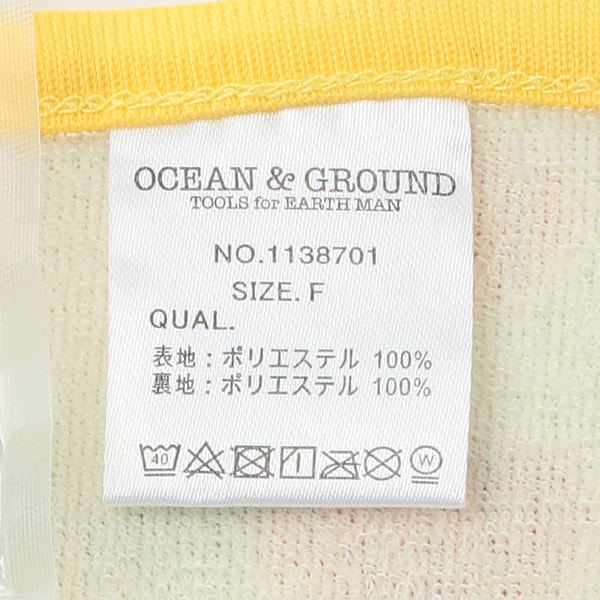 OCEAN & GROUND
TOOLS for EARTH MAN
NO.1138701
SIZE. F
QUAL.
表地：ポリエステル 100%
裏地：ポリエステル 100%
40 W